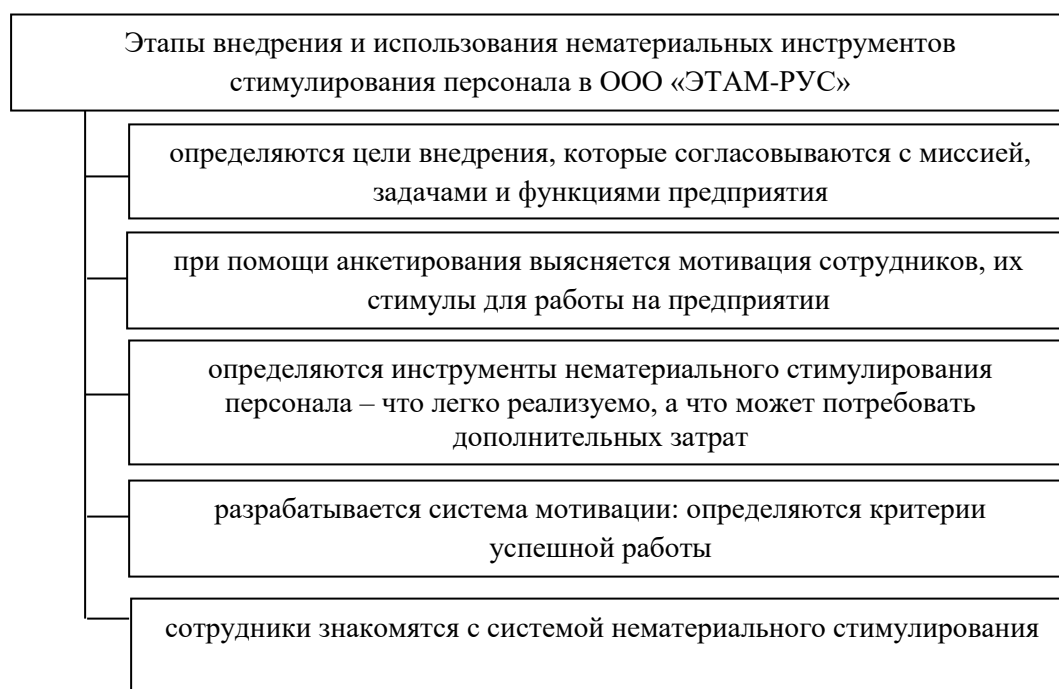 Этапы внедрения и использования нематериальных инструментов
стимулирования персонала в ООО «ЭТАМ-РУС»
определяются цели внедрения, которые согласовываются с миссией,
задачами и функциями предприятия
при помощи анкетирования выясняется мотивация сотрудников, их
стимулы для работы на предприятии
определяются инструменты нематериального стимулирования
персонала – что легко реализуемо, а что может потребовать
дополнительных затрат
разрабатывается система мотивации: определяются критерии
успешной работы
сотрудники знакомятся с системой нематериального стимулирования